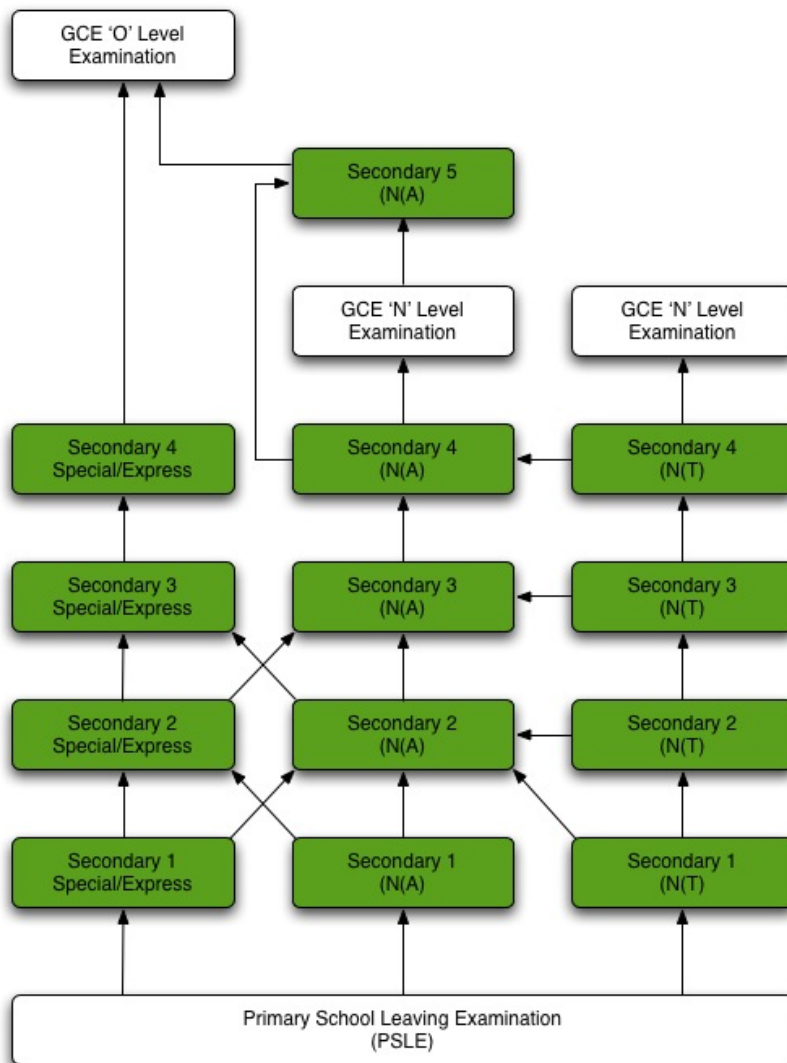 GCE ‘O’ Level
Examination
Secondary 5
(N(A)
GCE ‘N’ Level
Examination
GCE ‘N’ Level
Examination
Secondary 4
Special/Express
Secondary 4
(N(A)
Secondary 4
(N(T)
Secondary 3
Special/Express
Secondary 3
(N(A)
Secondary 3
(N(T)
Secondary 2
Special/Express
Secondary 2
(N(A)
Secondary 2
(N(T)
Secondary 1
Special/Express
Secondary 1
(N(A)
Secondary 1
(N(T)
Primary School Leaving Examination
(PSLE)